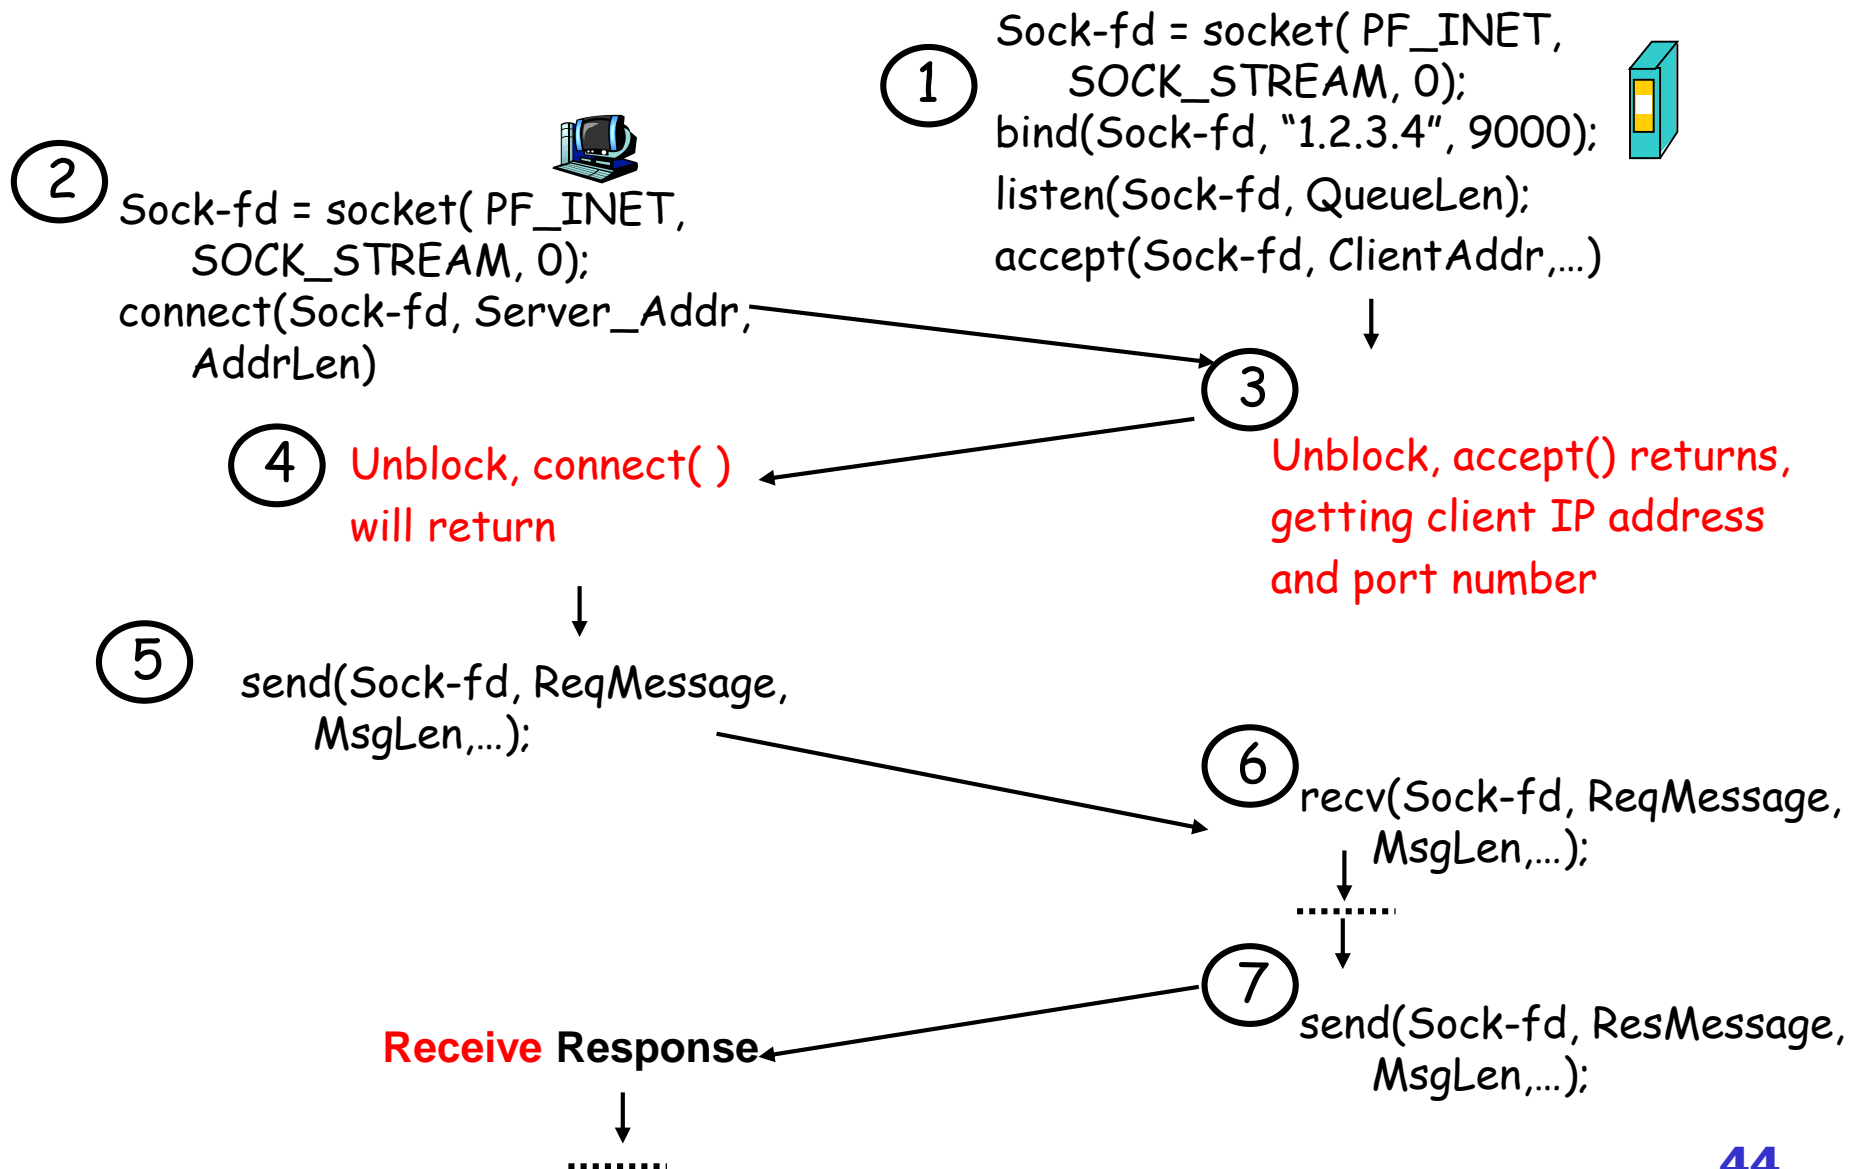 1
Sock-fd = socket( PF_INET,
SOCK_STREAM, 0);
bind(Sock-fd, “1.2.3.4”, 9000);
listen(Sock-fd, QueueLen);
accept(Sock-fd, ClientAddr,…)
2
Sock-fd = socket( PF_INET,
SOCK_STREAM, 0);
connect(Sock-fd, Server_Addr,
AddrLen)
3
Unblock, accept() returns,
getting client IP address
and port number
4
Unblock, connect( )
will return
5
send(Sock-fd, ReqMessage,
MsgLen,…);
6
recv(Sock-fd, ReqMessage,
MsgLen,…);
7
send(Sock-fd, ResMessage,
MsgLen,…);
Receive Response
44